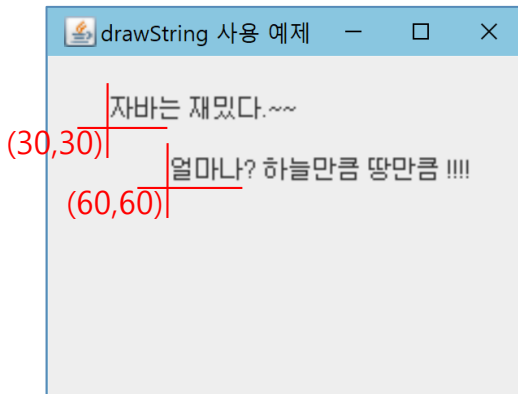 drawString 사용 예제
자바는 재밌다.~~
(30,30)
얼마나? 하늘만큼 땅만큼 !!!!
(60,60)